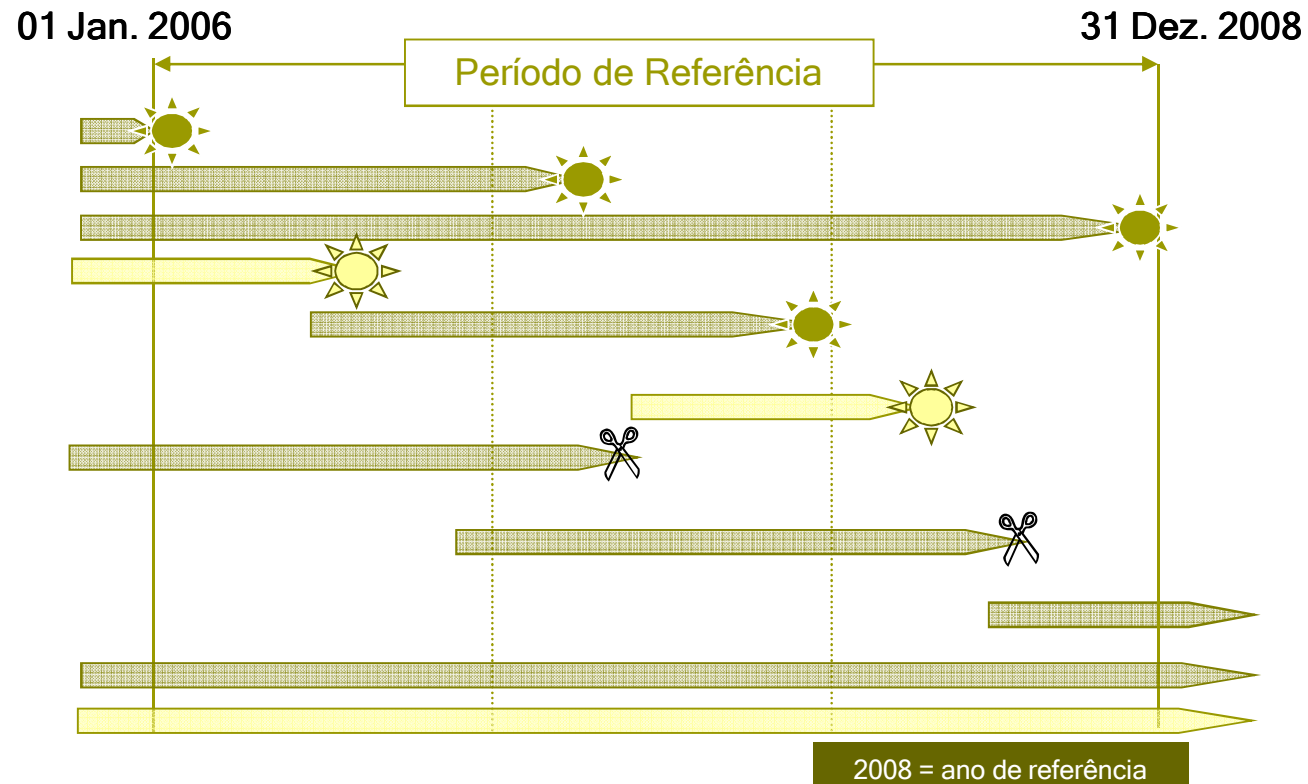 01 Jan. 2006
31 Dez. 2008
Período de Referência
2008 = ano de referência